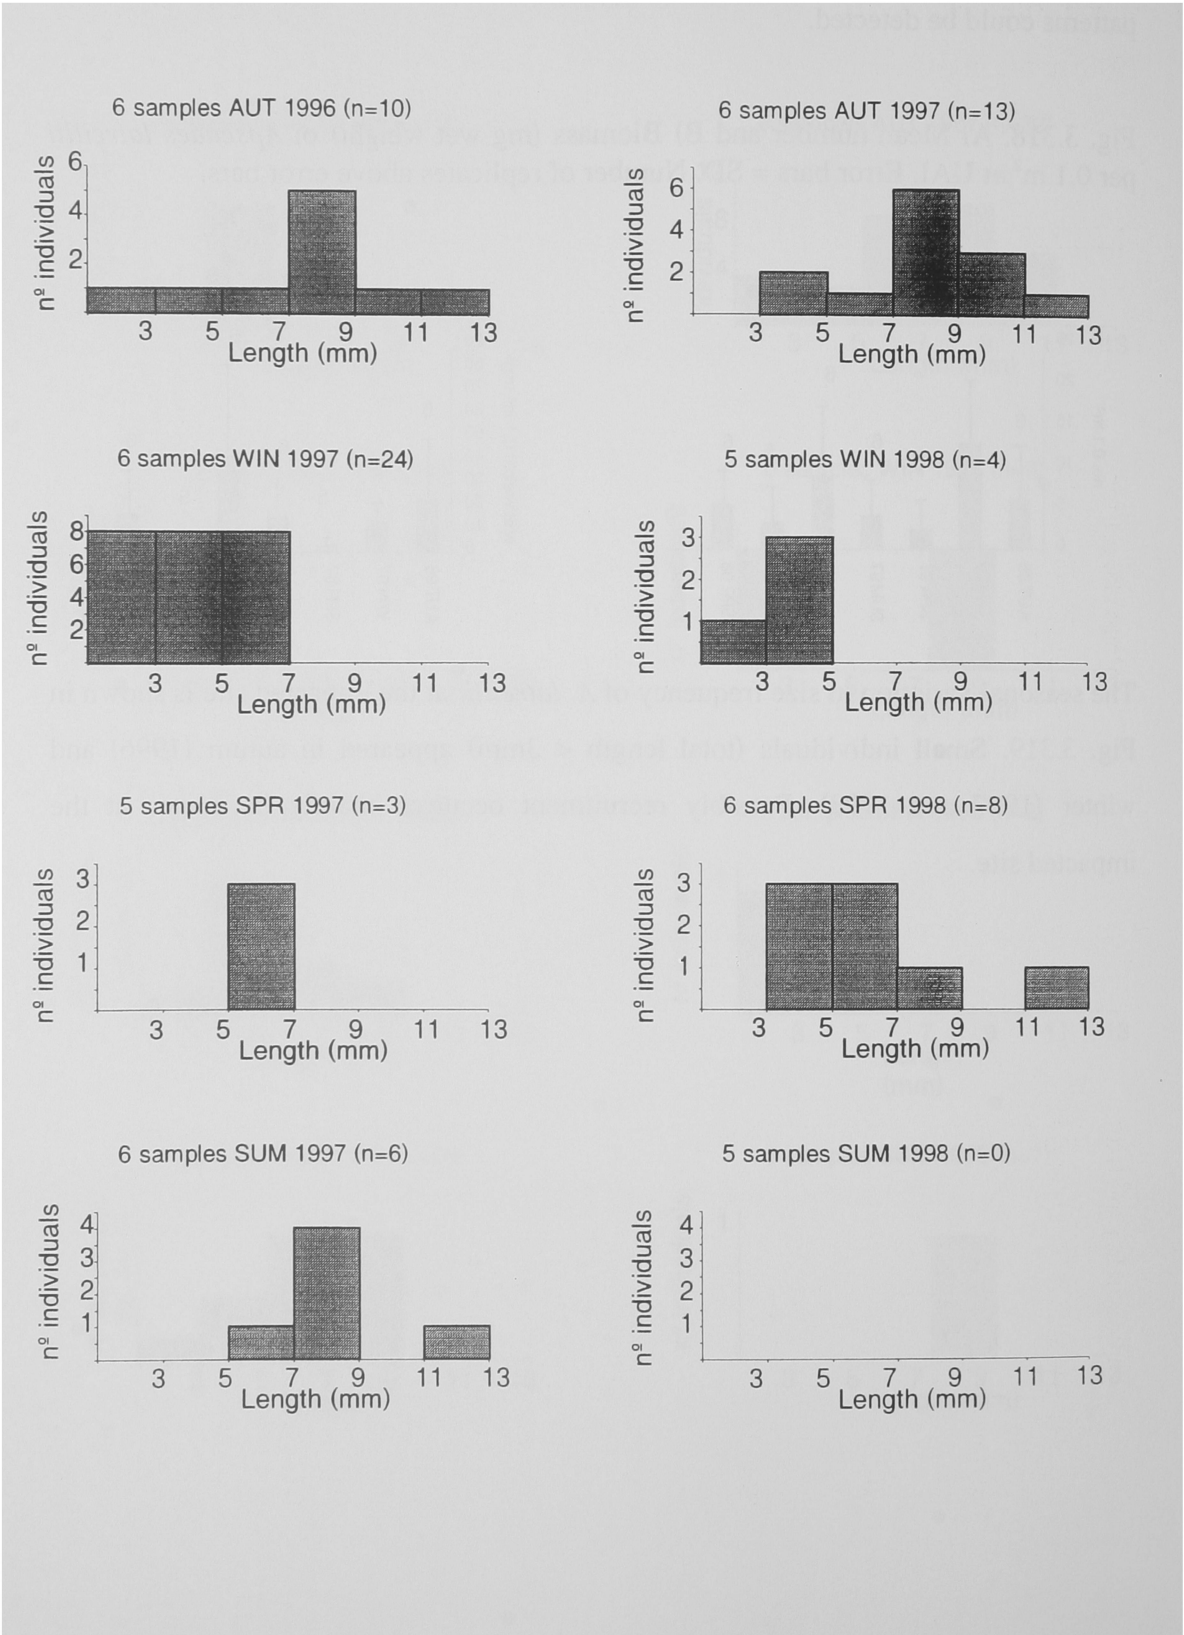 6 samples AUT 1996 (n=10)
nº individuals
6
4
2
3 5 7 9 11 13
Length (mm)
6 samples AUT 1997 (n=13)
nº individuals
6
4
2
3 5 7 9 11 13
Length (mm)
6 samples WIN 1997 (n=24)
nº individuals
8
6
4
2
3 5 7 9 11 13
Length (mm)
5 samples WIN 1998 (n=4)
nº individuals
3
2
1
3 5 7 9 11 13
Length (mm)
5 samples SPR 1997 (n=3)
nº individuals
3
2
1
3 5 7 9 11 13
Length (mm)
6 samples SPR 1998 (n=8)
nº individuals
3
2
1
3 5 7 9 11 13
Length (mm)
6 samples SUM 1997 (n=6)
nº individuals
4
3
2
1
3 5 7 9 11 13
Length (mm)
5 samples SUM 1998 (n=0)
nº individuals
4
3
2
1
3 5 7 9 11 13
Length (mm)